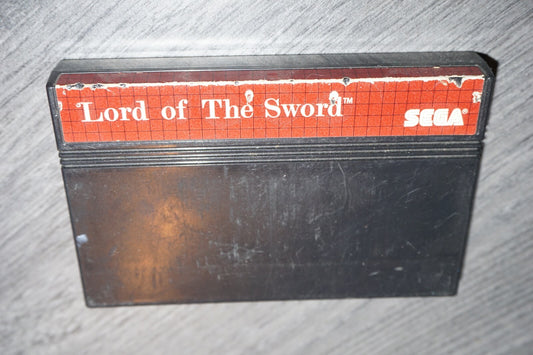 Lord of The Sword™
SEGA®